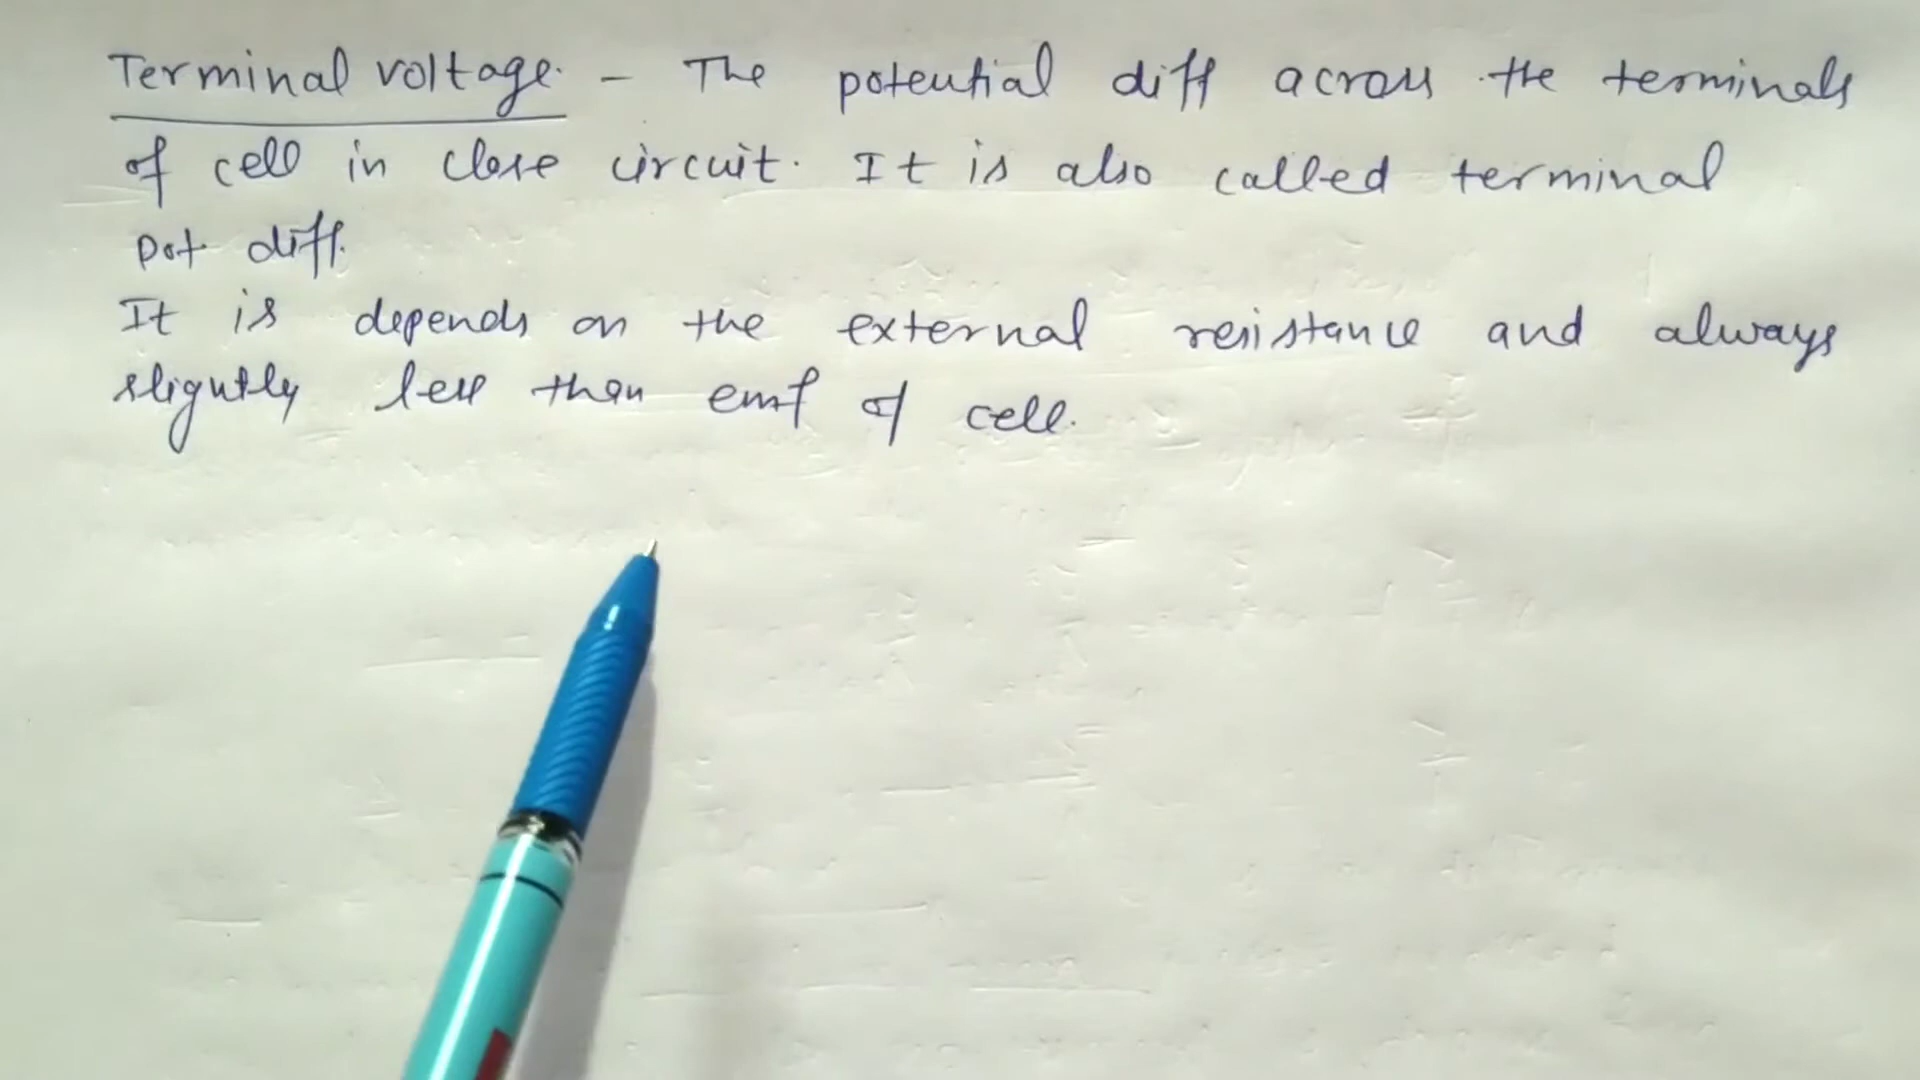 Terminal voltage. - The potential diff across the terminals
of cell in close circuit. It is also called terminal
pot diff.
It is depends on the external resistance and always
slightly less than emf of cell.